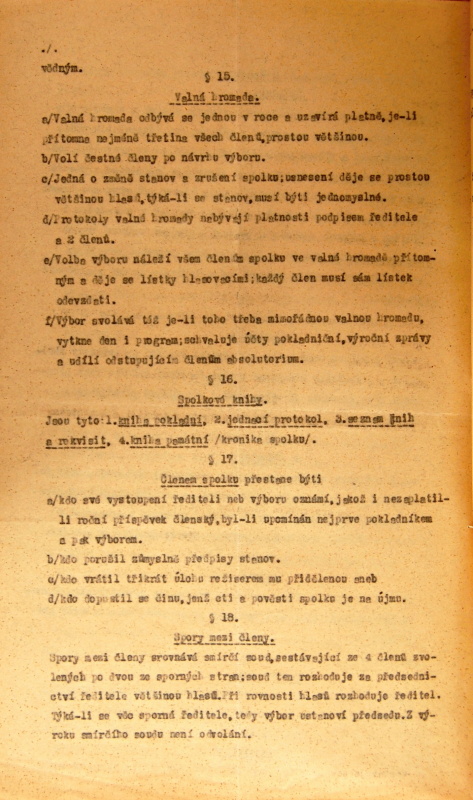 ./.
vědným.
§ 15.
Valná hromada.
a/Valná hromada odbývá se jednou v roce a uzavírá platně,je-li
přítomna nejméně třetina všech členů,prostou většinou.
b/Volí čestné členy po návrhu výboru.
c/Jedná o změně stanov a zrušení spolku;usnesení děje se prostou
většinou hlasů,týká-li se stanov,musí býti jednomyslné.
d/Protokoly valné hromady nabývají platnosti podpisem ředitele
a 2 členů.
e/Volba výboru náleží všem členům spolku ve valné hromadě přítom-
ným a děje se lístky hlasovacími;každý člen musí sám lístek
odevzdati.
f/Výbor svolává táž je-li toho třeba mimořádnou valnou hromadu,
vytkne den i program;schvaluje účty pokladniční,výroční zprávy
a udílí odstupujícím členům absolutorium.
§ 16.
Spolkové knihy.
Jsou tyto:1.kniha pokladní, 2.jednací protokol, 3.seznam knih
a rekvisit, 4.kniha památní /kronika spolku/.
§ 17.
Členem spolku přestane býti
a/kdo své vystoupení řediteli neb výboru oznámí,jakož i nezaplatil-
li roční příspěvek členský,byl-li upomínán nejprve pokladníkem
a pak výborem.
b/kdo porušil zúmyslně předpisy stanov.
c/kdo vrátil třikrát úlohu režiserem mu přidělenou aneb
d/kdo dopustil se činu,jenž cti a pověsti spolku je na újmu.
§ 18.
Spory mezi členy.
Spory mezi členy srovnává smírčí soud,sestávající ze 4 členů zvo-
lených po dvou ze sporných stran;soud ten rozhoduje za předsedni-
ctví ředitele většinou hlasů.Při rovnosti hlasů rozhoduje ředitel.
Týká-li se věc sporná ředitele,tedy výbor ustanoví předsedu.Z vý-
roku smírčího soudu není odvolání.